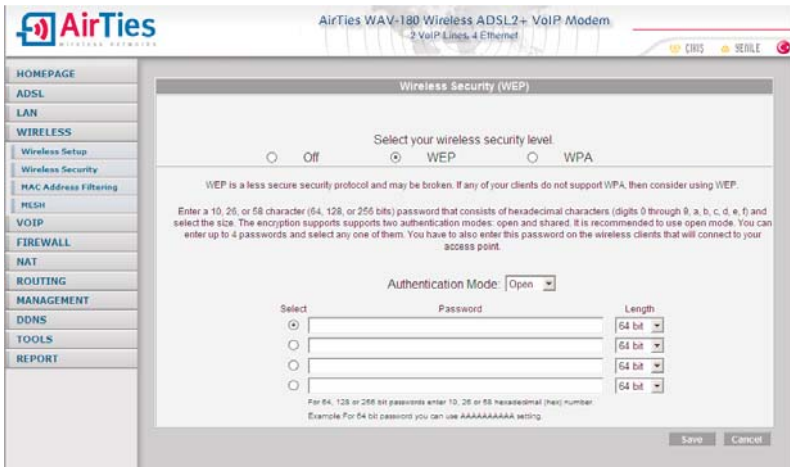 AirTies
WIRELESS NETWORKS
AirTies WAV-180 Wireless ADSL2+ VoIP Modem
2 VoIP Lines, 4 Ethernet
ÇIKIŞ
YENİLE
HOMEPAGE
ADSL
LAN
WIRELESS
Wireless Setup
Wireless Security
MAC Address Filtering
MESH
VOIP
FIREWALL
NAT
ROUTING
MANAGEMENT
DDNS
TOOLS
REPORT
Wireless Security (WEP)
Select your wireless security level.
Off WEP WPA
WEP is a less secure security protocol and may be broken. If any of your clients do not support WPA, then consider using WEP.
Enter a 10, 26, or 58 character (64, 128, or 256 bits) password that consists of hexadecimal characters (digits 0 through 9, a, b, c, d, e, f) and
select the size. The encryption supports supports two authentication modes: open and shared. It is recommended to use open mode. You can
enter up to 4 passwords and select any one of them. You have to also enter this password on the wireless clients that will connect to your
access point.
Authentication Mode: Open
Select Password Length
64 bit
64 bit
64 bit
64 bit
For 64, 128 or 256 bit passwords enter 10, 26 or 58 hexadecimal (hex) number.
Example For 64 bit password you can use AAAAAAAAAA setting.
Save Cancel